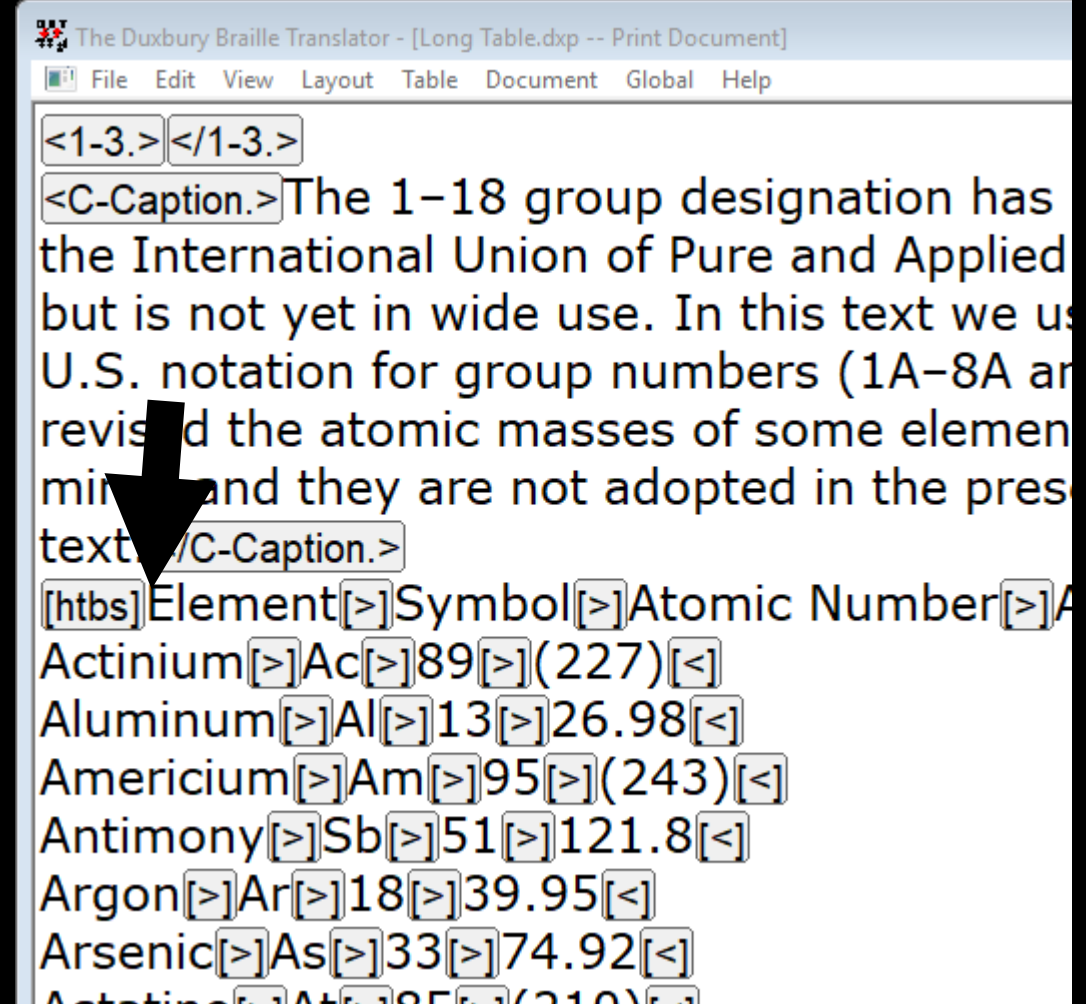 The Duxbury Braille Translator - [Long Table.dxp -- Print Document]
File Edit View Layout Table Document Global Help
<1-3.></1-3.>
<C-Caption.>The 1–18 group designation has
the International Union of Pure and Applied
but is not yet in wide use. In this text we
U.S. notation for group numbers (1A–8A
the atomic masses of some
and they are not adopted in the
text. /C-Caption.>
[htbs]Element[>]Symbol[>]Atomic Number[>]
Actinium[>]Ac[>]89[>](227)[<]
Aluminum[>]Al[>]13[>]26.98[<]
Americium[>]Am[>]95[>](243)[<]
Antimony[>]Sb[>]51[>]121.8[<]
Argon[>]Ar[>]18[>]39.95[<]
Arsenic[>]As[>]33[>]74.92[<]